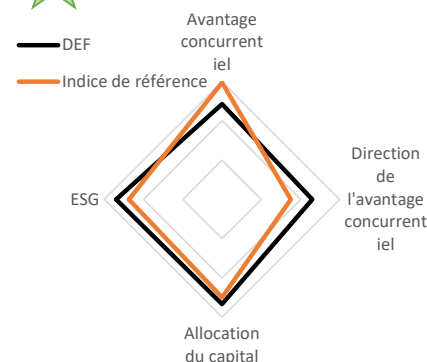 Avantage
concurrent
iel
DEF
Indice de référence
Direction
de
l'avantage
concurrent
iel
ESG
Allocation
du capital